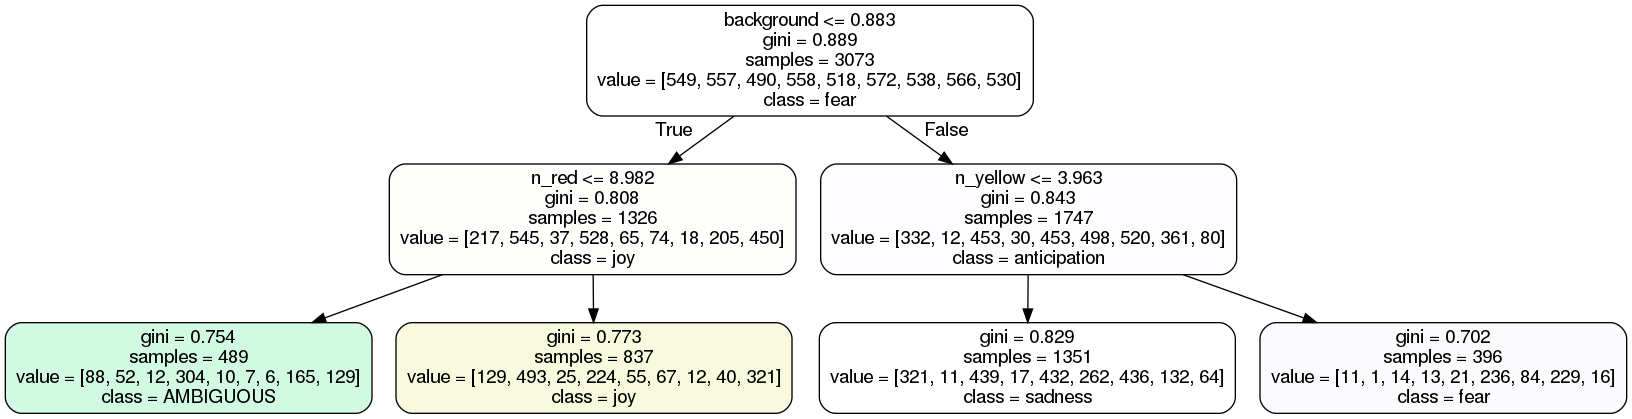 background <= 0.883
gini = 0.889
samples = 3073
value = [549, 557, 490, 558, 518, 572, 538, 566, 530]
class = fear
True
False
n_red <= 8.982
gini = 0.808
samples = 1326
value = [217, 545, 37, 528, 65, 74, 18, 205, 450]
class = joy
n_yellow <= 3.963
gini = 0.843
samples = 1747
value = [332, 12, 453, 30, 453, 498, 520, 361, 80]
class = anticipation
gini = 0.754
samples = 489
value = [88, 52, 12, 304, 10, 7, 6, 165, 129]
class = AMBIGUOUS
gini = 0.773
samples = 837
value = [129, 493, 25, 224, 55, 67, 12, 40, 321]
class = joy
gini = 0.829
samples = 1351
value = [321, 11, 439, 17, 432, 262, 436, 132, 64]
class = sadness
gini = 0.702
samples = 396
value = [11, 1, 14, 13, 21, 236, 84, 229, 16]
class = fear